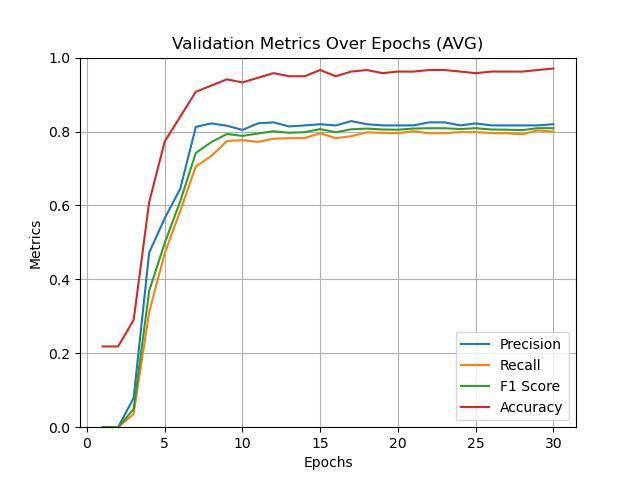 Validation Metrics Over Epochs (AVG)
1.0
0.8
0.6
0.4
0.2
0.0
Metrics
0 5 10 15 20 25 30
Epochs
Precision
Recall
F1 Score
Accuracy